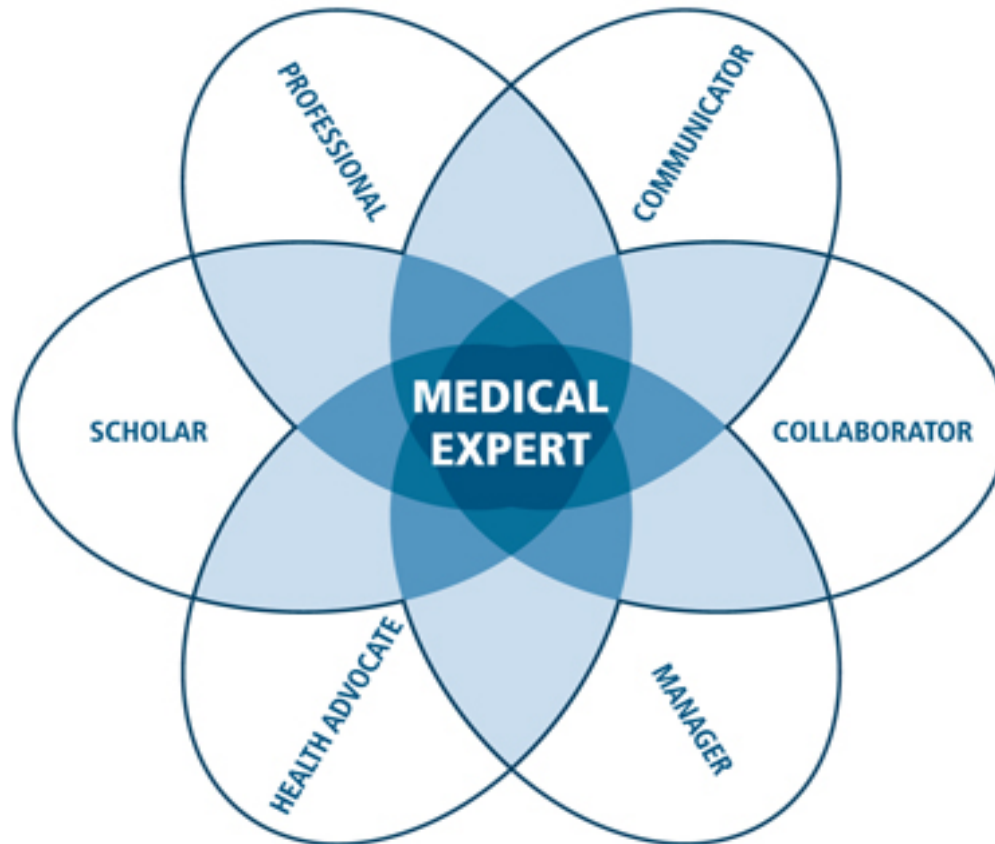 PROFESSIONAL
COMMUNICATOR
SCHOLAR
MEDICAL
EXPERT
COLLABORATOR
HEALTH ADVOCATE
MANAGER